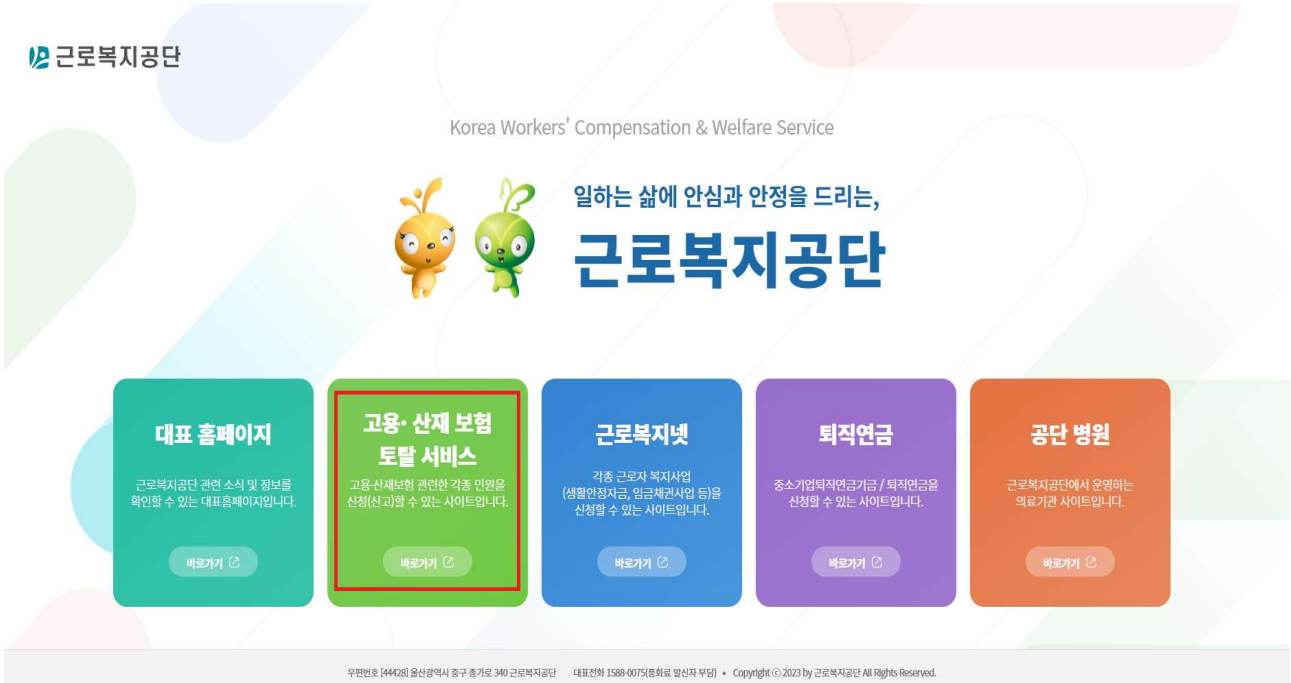 근로복지공단
Korea Workers' Compensation & Welfare Service
일하는 삶에 안심과 안정을 드리는,
근로복지공단
대표 홈페이지
근로복지공단 관련 소식 및 정보를
확인할 수 있는 대표홈페이지입니다.
바로가기
고용· 산재 보험
토탈 서비스
고용·산재보험 관련한 각종 민원을
신청(신고)할 수 있는 사이트입니다.
바로가기
근로복지넷
각종 근로자 복지사업
(생활안정자금, 임금채권사업 등)을
신청할 수 있는 사이트입니다.
바로가기
퇴직연금
중소기업퇴직연금기금 / 퇴직연금을
신청할 수 있는 사이트입니다.
바로가기
공단 병원
근로복지공단에서 운영하는
의료기관 사이트입니다.
바로가기
우편번호 [44428] 울산광역시 중구 종가로 340 근로복지공단 대표전화 1588-0075(통화료 발신자 부담) • Copyright ⓒ 2023 by 근로복지공단 All Rights Reserved.